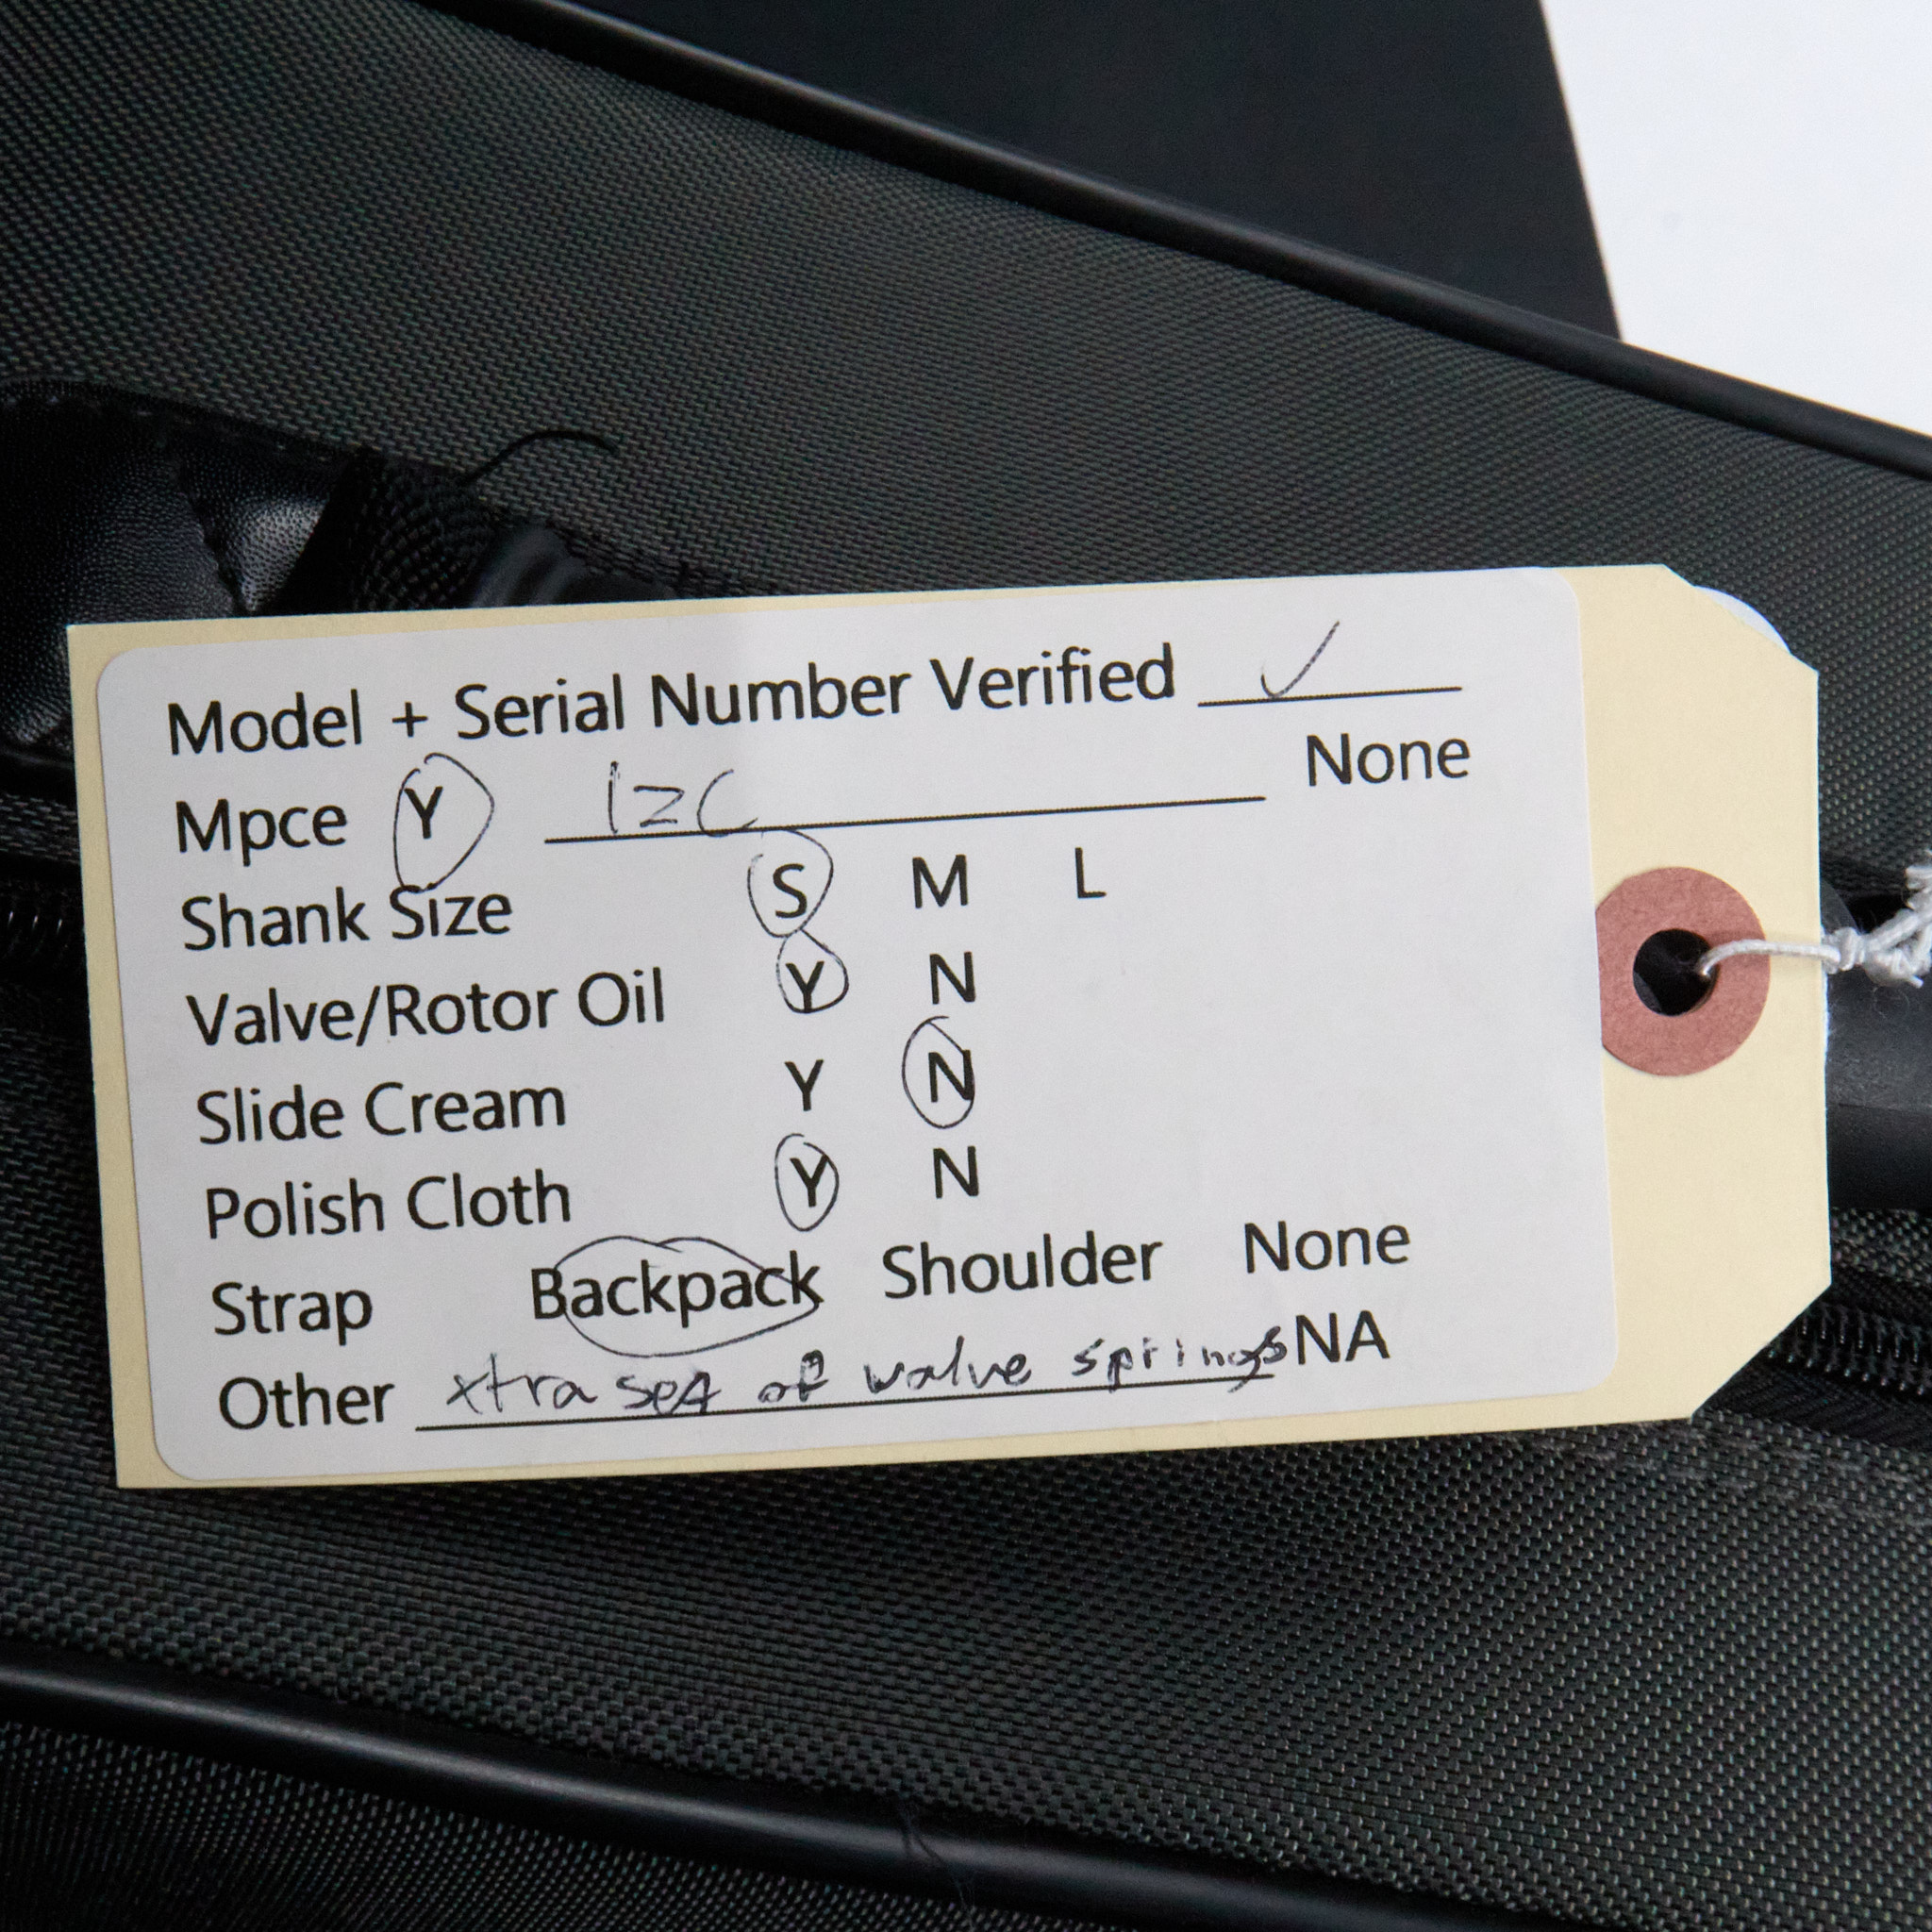 Model + Serial Number Verified ✓
Mpce Y 12C None
Shank Size S M L
Valve/Rotor Oil Y N
Slide Cream Y N
Polish Cloth Y N
Strap Backpack Shoulder None
Other xtra set of valve springs NA